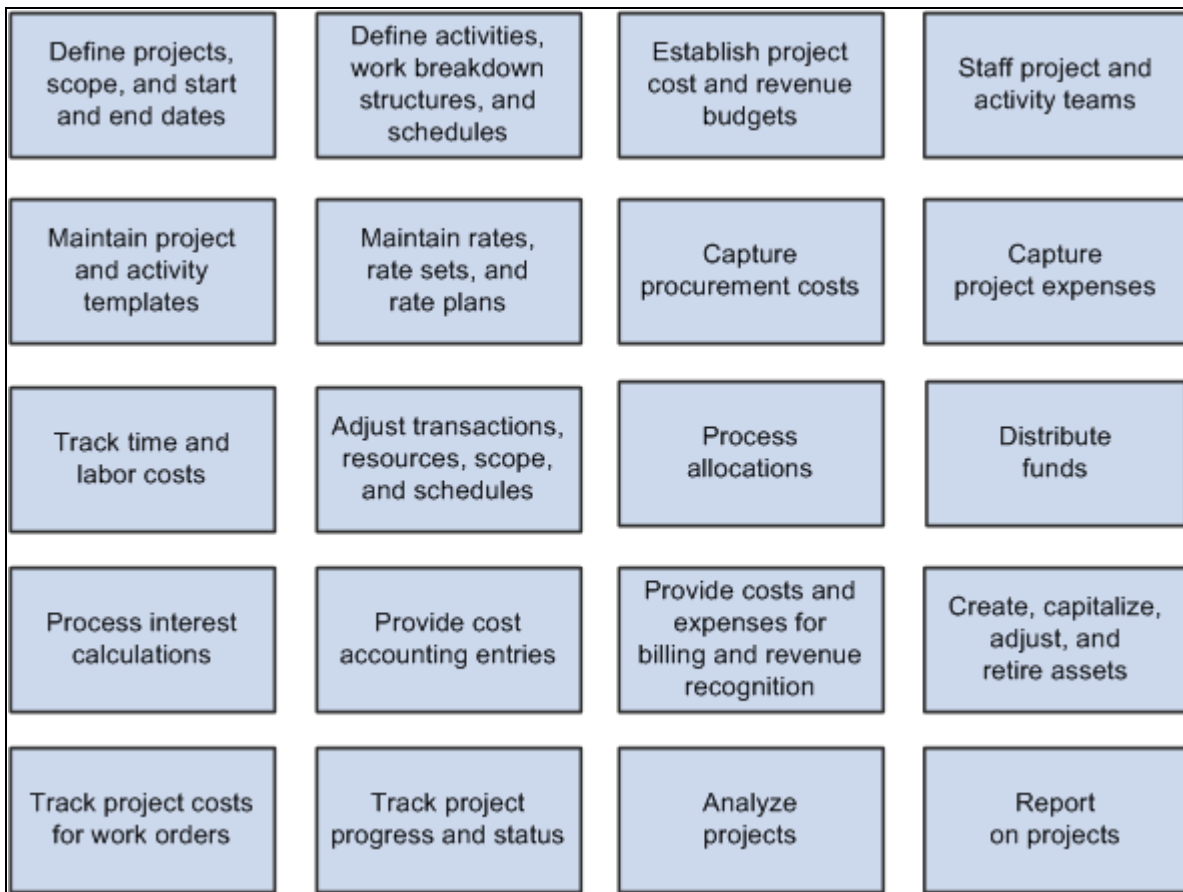 Define projects,
scope, and start
and end dates
Define activities,
work breakdown
structures, and
schedules
Establish project
cost and revenue
budgets
Staff project and
activity teams
Maintain project
and activity
templates
Maintain rates,
rate sets, and
rate plans
Capture
procurement costs
Capture
project expenses
Track time and
labor costs
Adjust transactions,
resources, scope,
and schedules
Process
allocations
Distribute
funds
Process interest
calculations
Provide cost
accounting entries
Provide costs and
expenses for
billing and revenue
recognition
Create, capitalize,
adjust, and
retire assets
Track project costs
for work orders
Track project
progress and status
Analyze
projects
Report
on projects